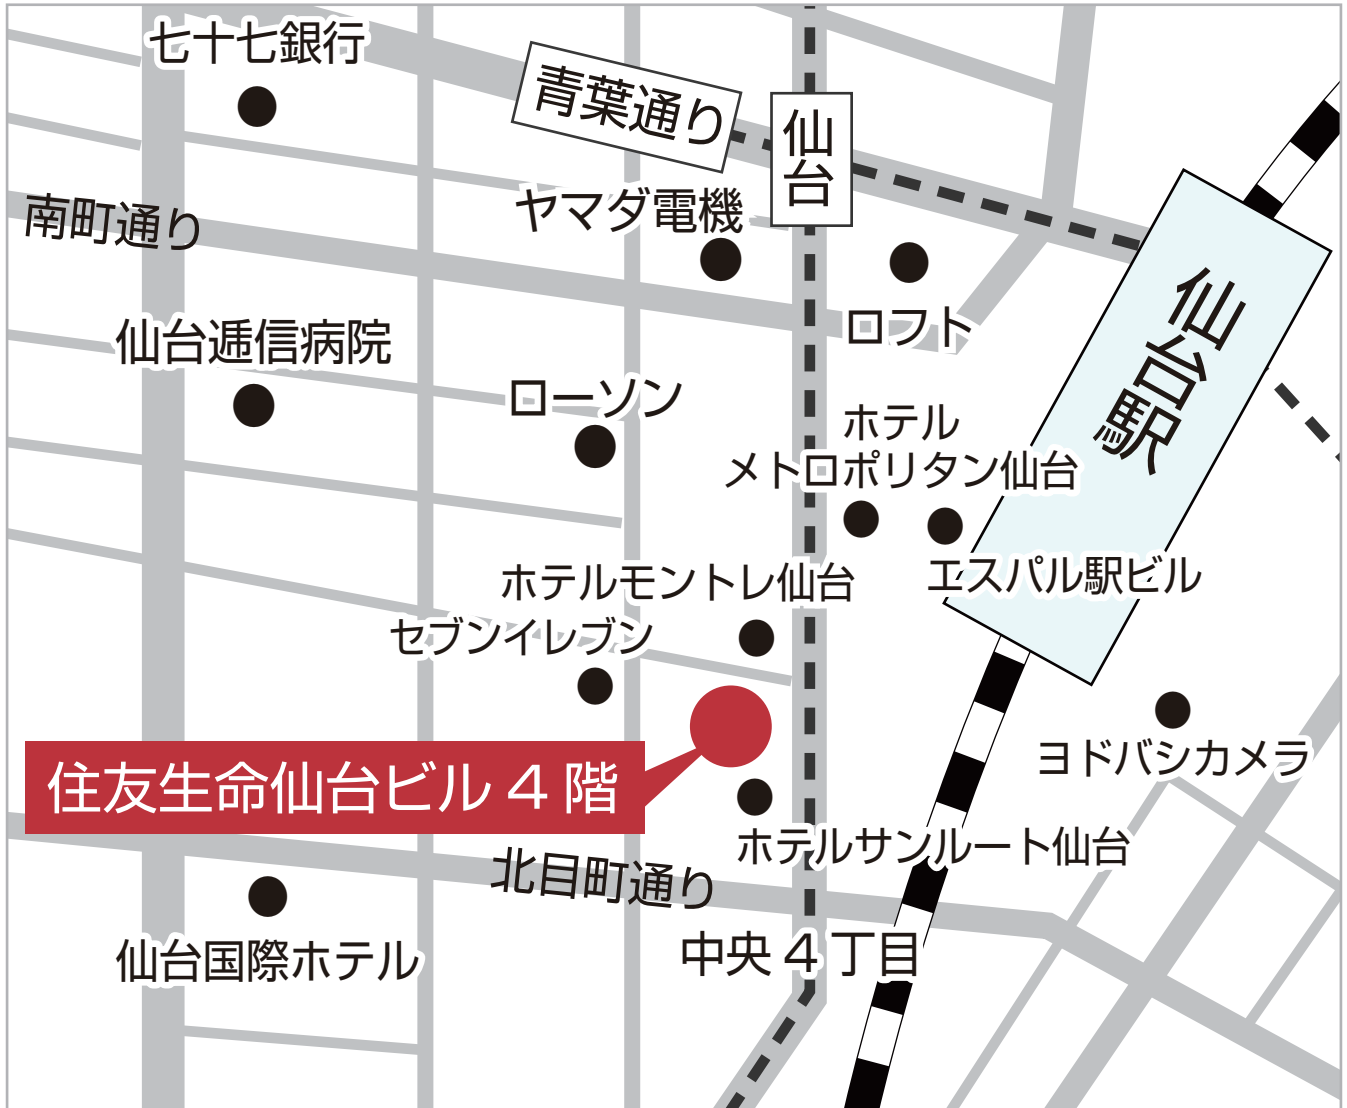 七十七銀行
青葉通り
仙台
ヤマダ電機
南町通り
ロフト
仙台駅
仙台逓信病院
ローソン
ホテル
メトロポリタン仙台
エスパル駅ビル
ホテルモントレ仙台
セブンイレブン
ヨドバシカメラ
住友生命仙台ビル4階
ホテルサンルート仙台
北目町通り
中央4丁目
仙台国際ホテル